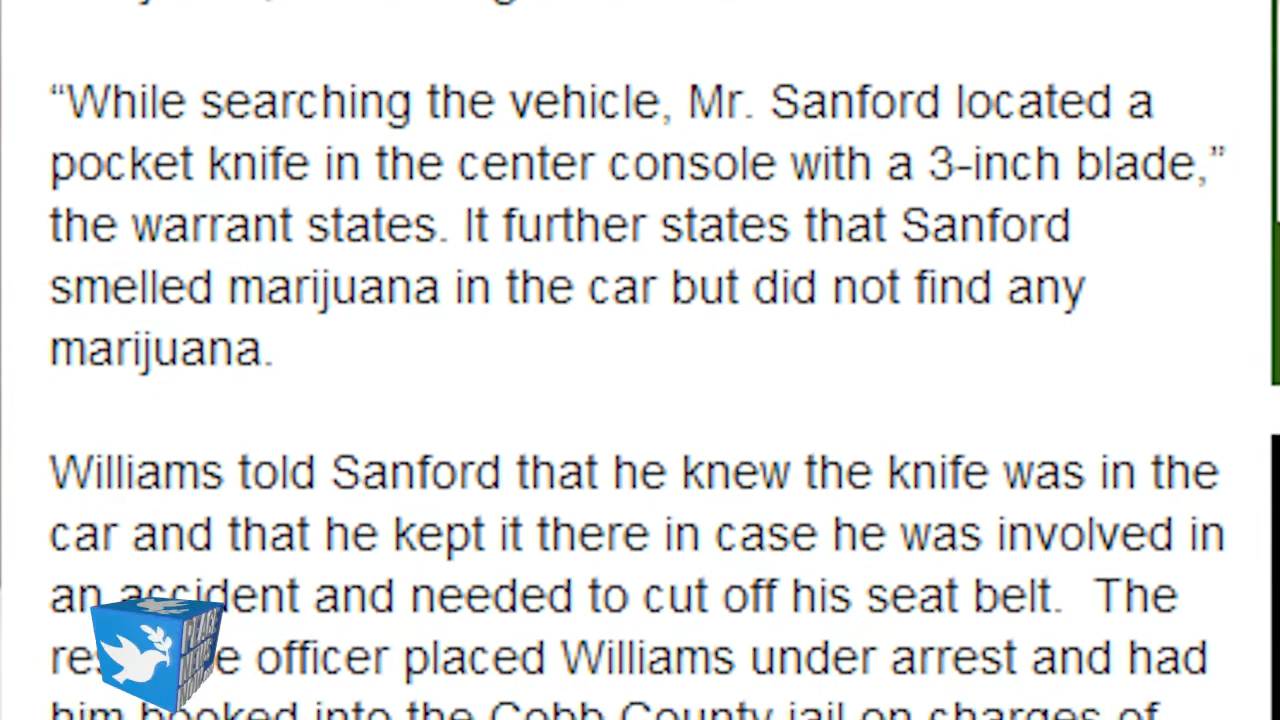 “While searching the vehicle, Mr. Sanford located a
pocket knife in the center console with a 3-inch blade,”
the warrant states. It further states that Sanford
smelled marijuana in the car but did not find any
marijuana.
Williams told Sanford that he knew the knife was in the
car and that he kept it there in case he was involved in
an accident and needed to cut off his seat belt. The
officer placed Williams under arrest and had
him booked into the Cobb County jail on charges of
PEACE
NEWS
NOW